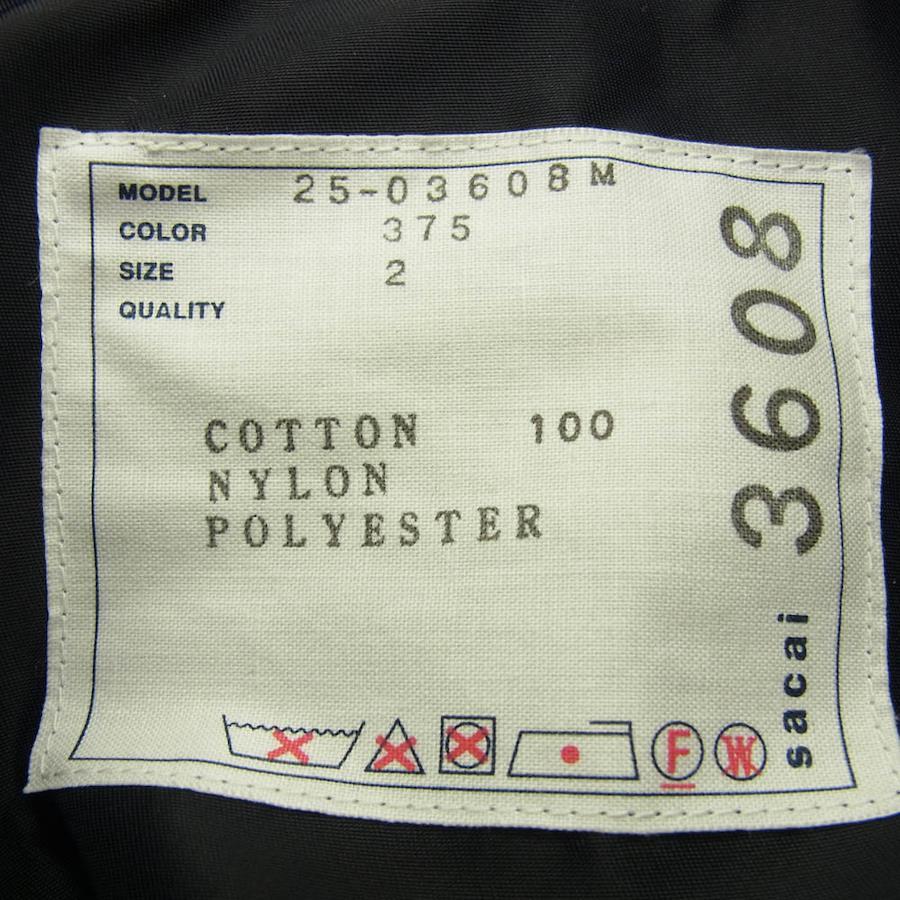 MODEL 25-03608M
COLOR 375
SIZE 2
QUALITY
COTTON 100
NYLON
POLYESTER
F W
sacai 3608